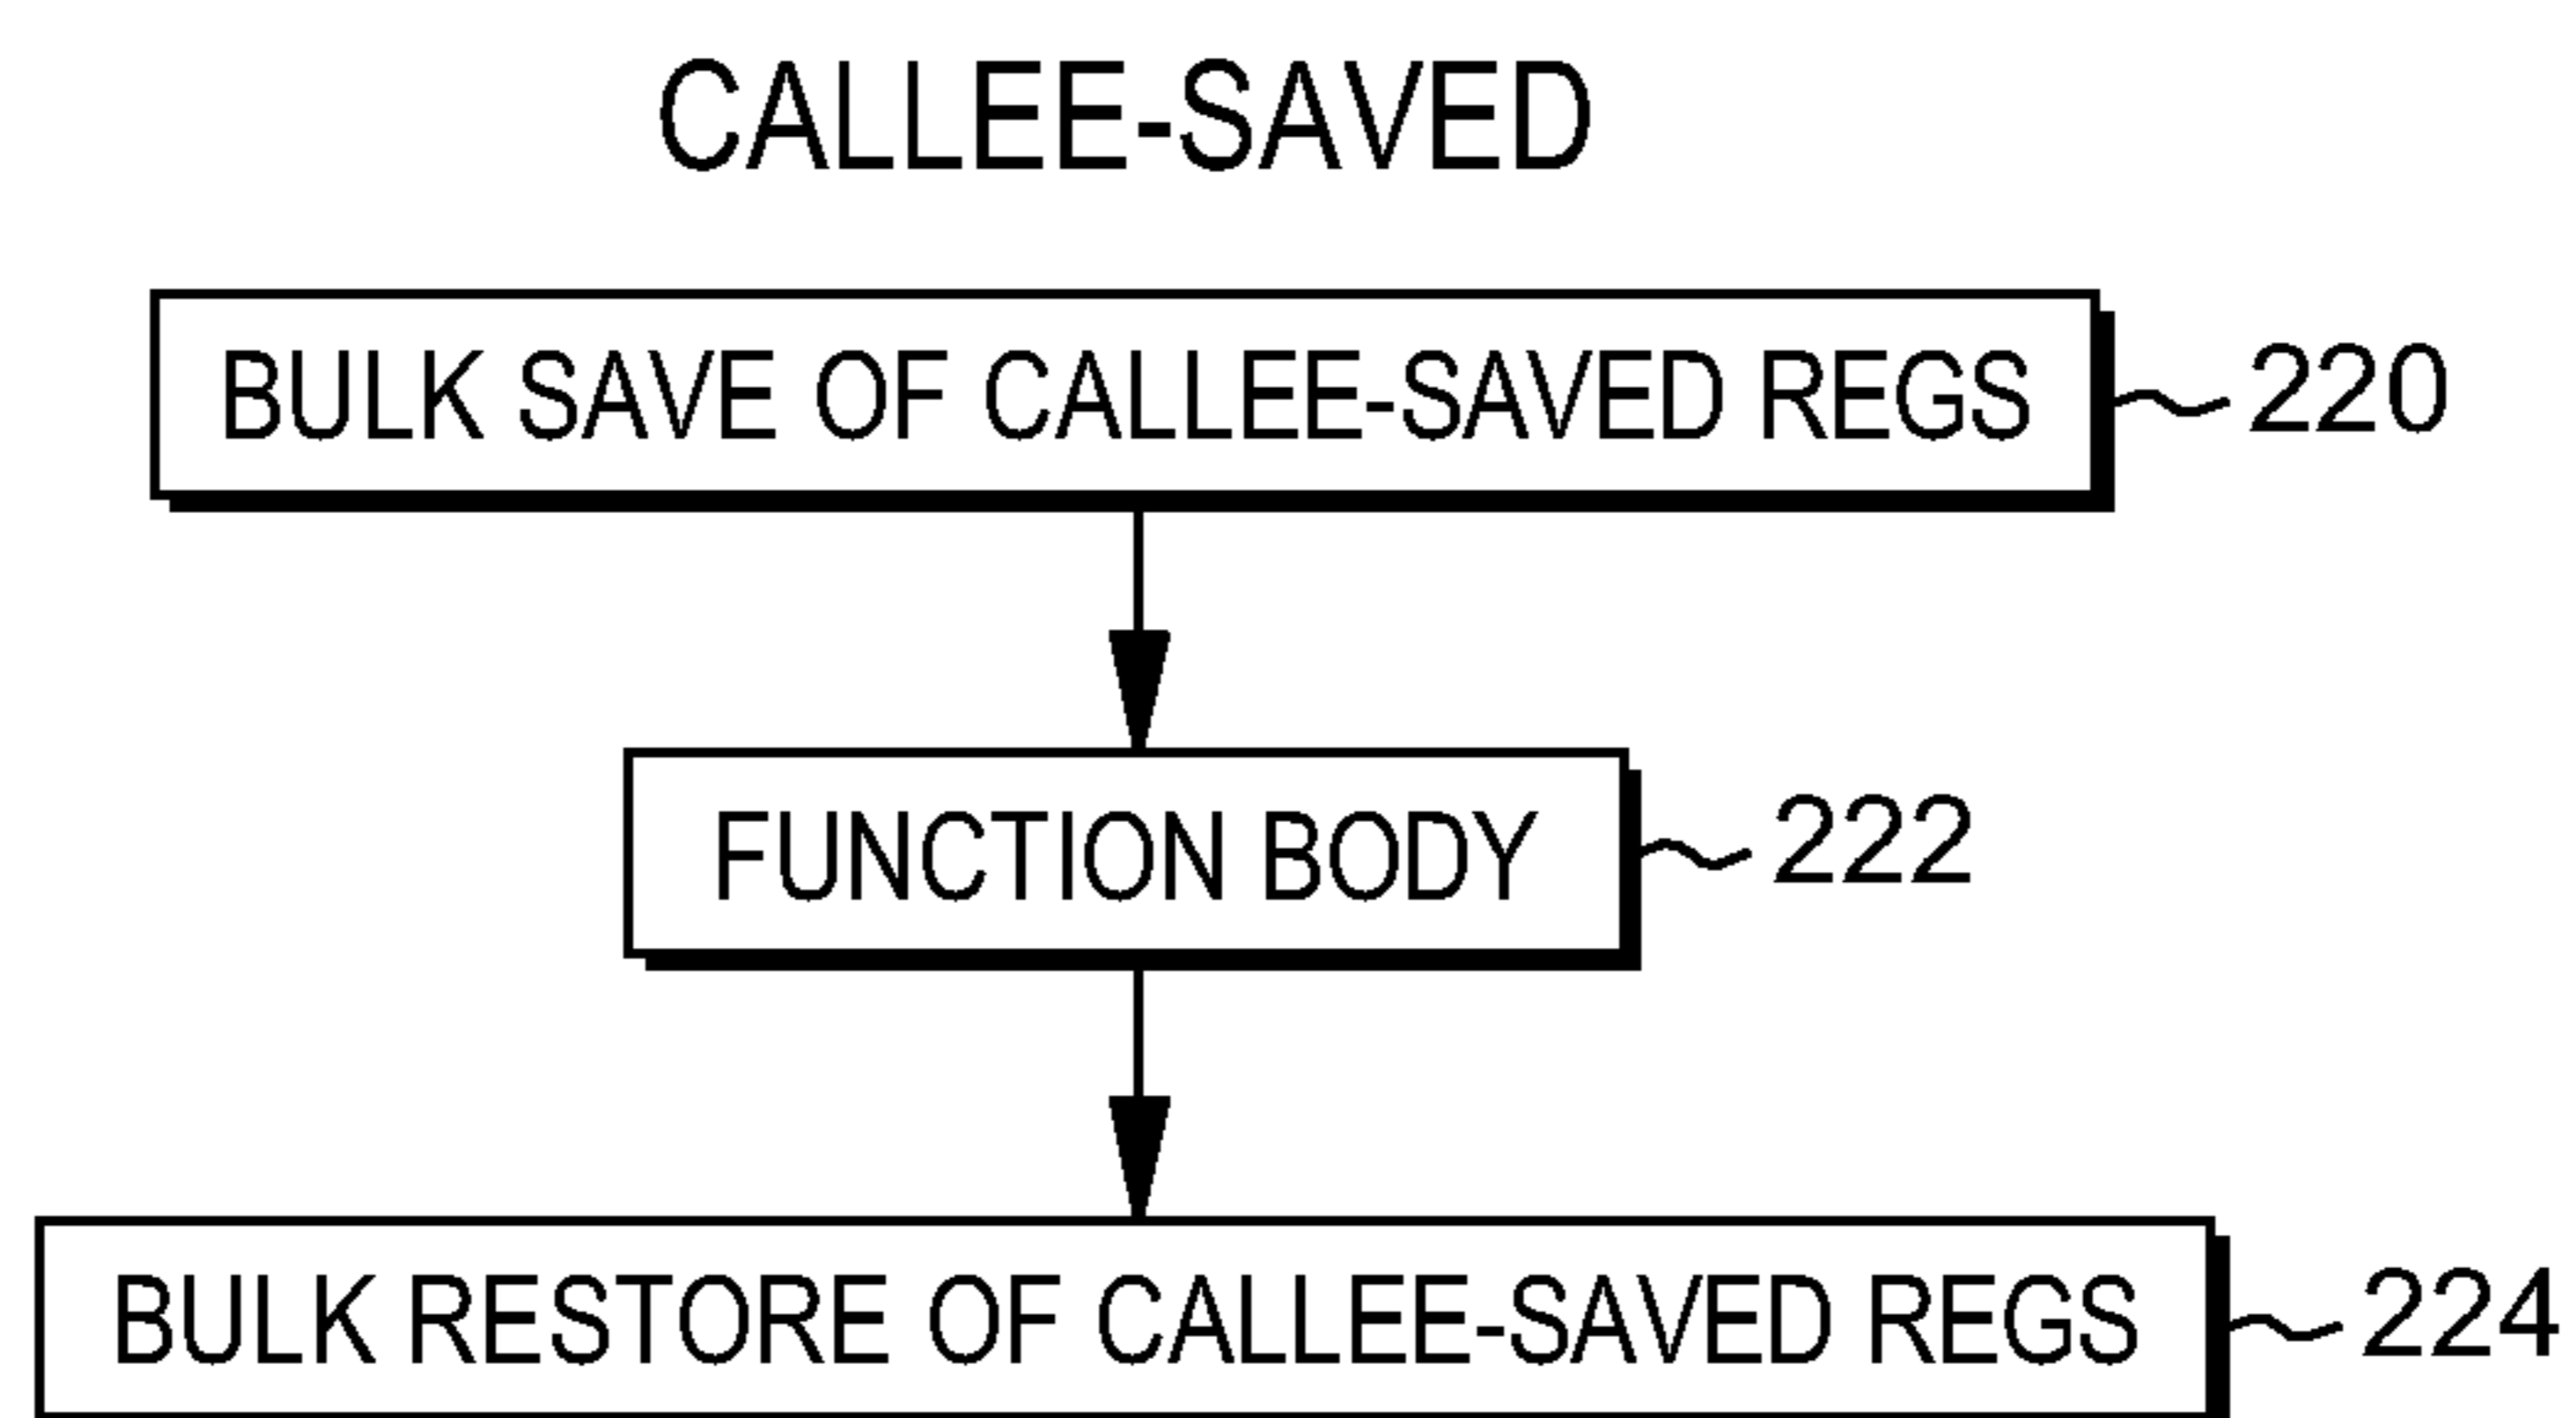 CALLEE-SAVED
BULK SAVE OF CALLEE-SAVED REGS
220
FUNCTION BODY
222
BULK RESTORE OF CALLEE-SAVED REGS
224